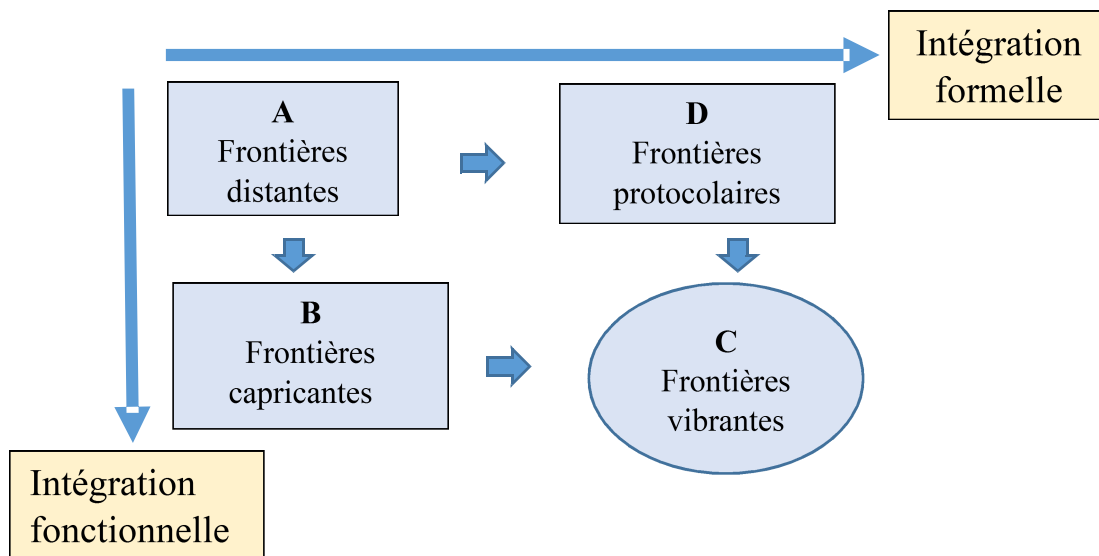 Intégration
formelle
A
Frontières
distantes
D
Frontières
protocolaires
B
Frontières
capricantes
C
Frontières
vibrantes
Intégration
fonctionnelle